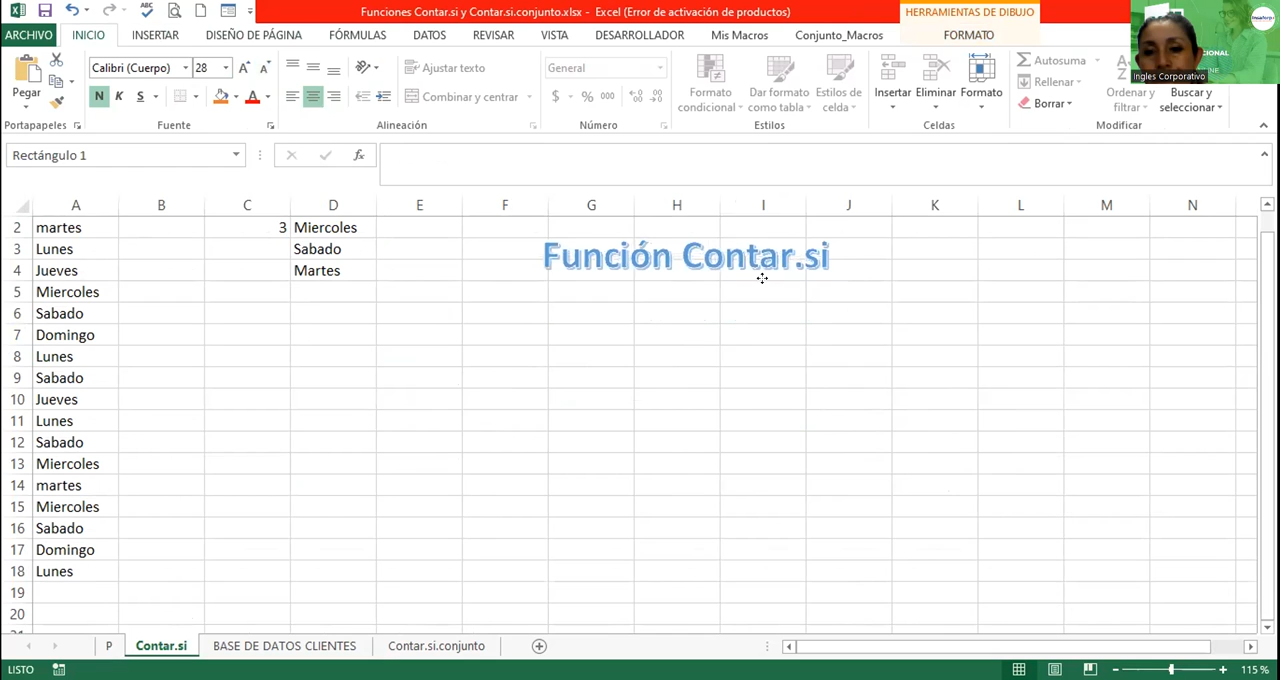 Funciones Contar.si y Contar.si.conjunto.xlsx - Excel (Error de activación de productos)
HERRAMIENTAS DE DIBUJO
ARCHIVO INICIO INSERTAR DISEÑO DE PÁGINA FÓRMULAS DATOS REVISAR VISTA DESARROLLADOR Mis Macros Conjunto_Macros FORMATO
Ingles Corporativo
Pegar
Calibri (Cuerpo) 28
N K S
Ajustar texto
Combinar y centrar
General
$ % 000
Formato condicional
Dar formato como tabla
Estilos de celda
Insertar Eliminar Formato
Autosuma
Rellenar
Borrar
Ordenar y filtrar
Buscar y seleccionar
Portapapeles Fuente Alineación Número Estilos Celdas Modificar
Rectángulo 1 fx
A B C D E F G H I J K L M N
2 martes 3 Miercoles
3 Lunes Sabado
Función Contar.si
4 Jueves Martes
5 Miercoles
6 Sabado
7 Domingo
8 Lunes
9 Sabado
10 Jueves
11 Lunes
12 Sabado
13 Miercoles
14 martes
15 Miercoles
16 Sabado
17 Domingo
18 Lunes
19
20
P Contar.si BASE DE DATOS CLIENTES Contar.si.conjunto
LISTO 115 %